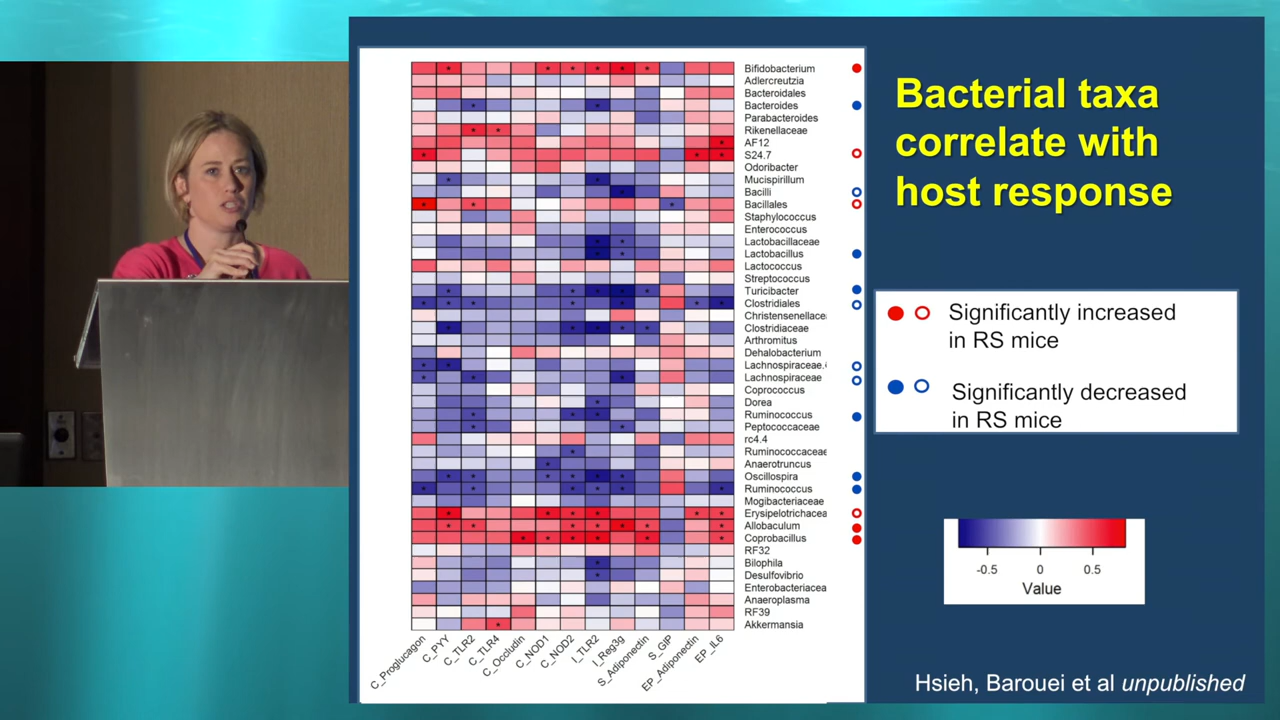 Bacterial taxa
correlate with
host response
Bifidobacterium
Adlercreutzia
Bacteroidales
Bacteroides
Parabacteroides
Rikenellaceae
AF12
S24.7
Odoribacter
Mucispirillum
Bacilli
Bacillales
Staphylococcus
Enterococcus
Lactobacillaceae
Lactobacillus
Lactococcus
Streptococcus
Turicibacter
Clostridiales
Christensenellacea
Clostridiaceae
Arthromitus
Dehalobacterium
Lachnospiraceae.
Lachnospiraceae
Coprococcus
Dorea
Ruminococcus
Peptococcaceae
rc4.4
Ruminococcaceae
Anaerotruncus
Oscillospira
Ruminococcus
Mogibacteriaceae
Erysipelotrichacea
Allobaculum
Coprobacillus
RF32
Bilophila
Desulfovibrio
Enterobacteriacea
Anaeroplasma
RF39
Akkermansia
C_Proglucagon
C_PYY
C_TLR2
C_TLR4
C_Occludin
C_NOD1
C_NOD2
I_TLR2
I_Reg3g
S_Adiponectin
S_GIP
EP_Adiponectin
EP_IL6
Significantly increased
in RS mice
Significantly decreased
in RS mice
-0.5 0 0.5
Value
Hsieh, Barouei et al unpublished